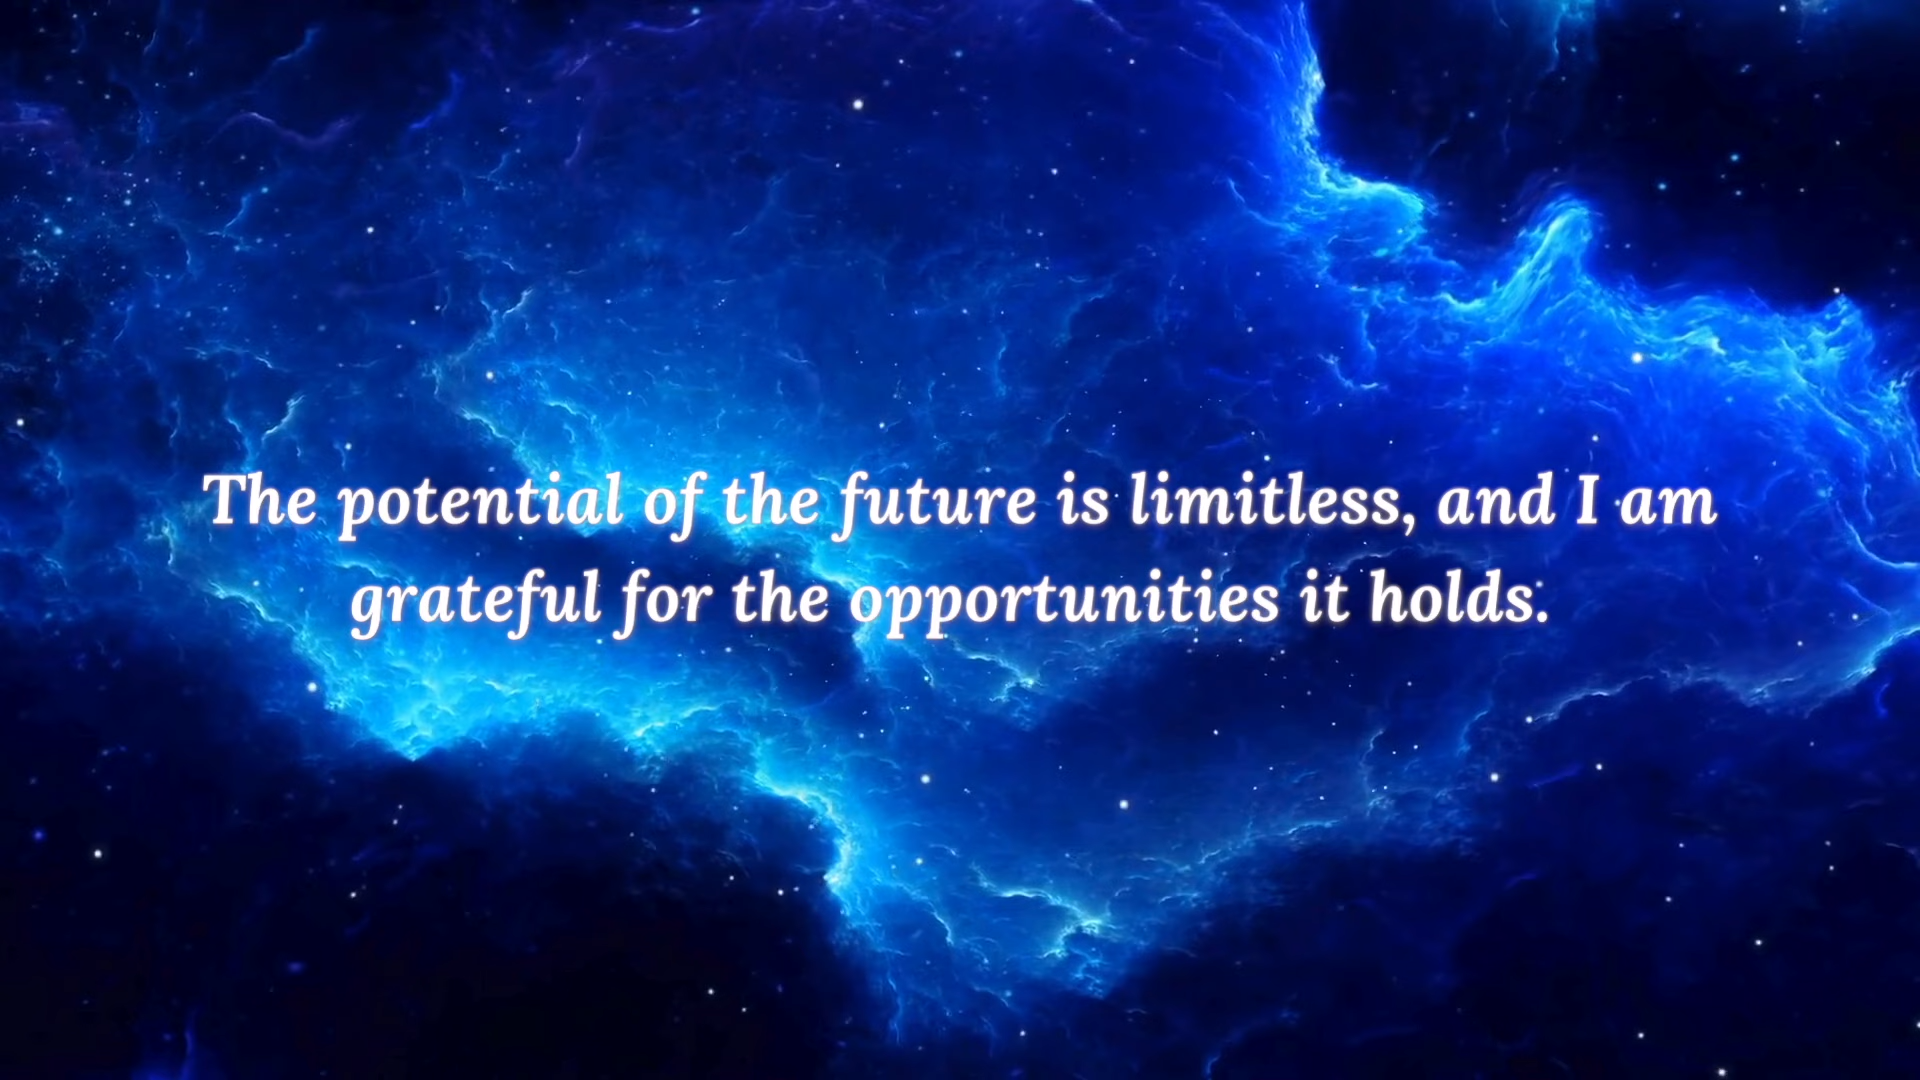 The potential of the future is limitless, and I am
grateful for the opportunities it holds.